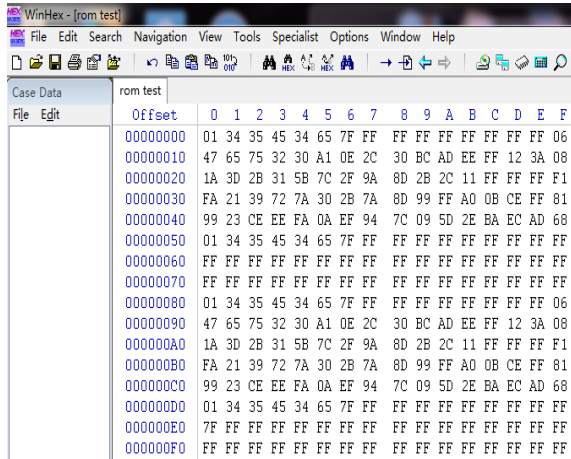 WinHex - [rom test]
File Edit Search Navigation View Tools Specialist Options Window Help
Case Data
rom test
File Edit
Offset 0 1 2 3 4 5 6 7 8 9 A B C D E F
00000000 01 34 35 45 34 65 7F FF FF FF FF FF FF FF FF 06
00000010 47 65 75 32 30 A1 0E 2C 30 BC AD EE FF 12 3A 08
00000020 1A 3D 2B 31 5B 7C 2F 9A 8D 2B 2C 11 FF FF FF F1
00000030 FA 21 39 72 7A 30 2B 7A 8D 99 FF A0 0B CE FF 81
00000040 99 23 CE EE FA 0A EF 94 7C 09 5D 2E BA EC AD 68
00000050 01 34 35 45 34 65 7F FF FF FF FF FF FF FF FF FF
00000060 FF FF FF FF FF FF FF FF FF FF FF FF FF FF FF FF
00000070 FF FF FF FF FF FF FF FF FF FF FF FF FF FF FF FF
00000080 01 34 35 45 34 65 7F FF FF FF FF FF FF FF FF 06
00000090 47 65 75 32 30 A1 0E 2C 30 BC AD EE FF 12 3A 08
000000A0 1A 3D 2B 31 5B 7C 2F 9A 8D 2B 2C 11 FF FF FF F1
000000B0 FA 21 39 72 7A 30 2B 7A 8D 99 FF A0 0B CE FF 81
000000C0 99 23 CE EE FA 0A EF 94 7C 09 5D 2E BA EC AD 68
000000D0 01 34 35 45 34 65 7F FF FF FF FF FF FF FF FF FF
000000E0 7F FF FF FF FF FF FF FF FF FF FF FF FF FF FF FF
000000F0 FF FF FF FF FF FF FF FF FF FF FF FF FF FF FF FF